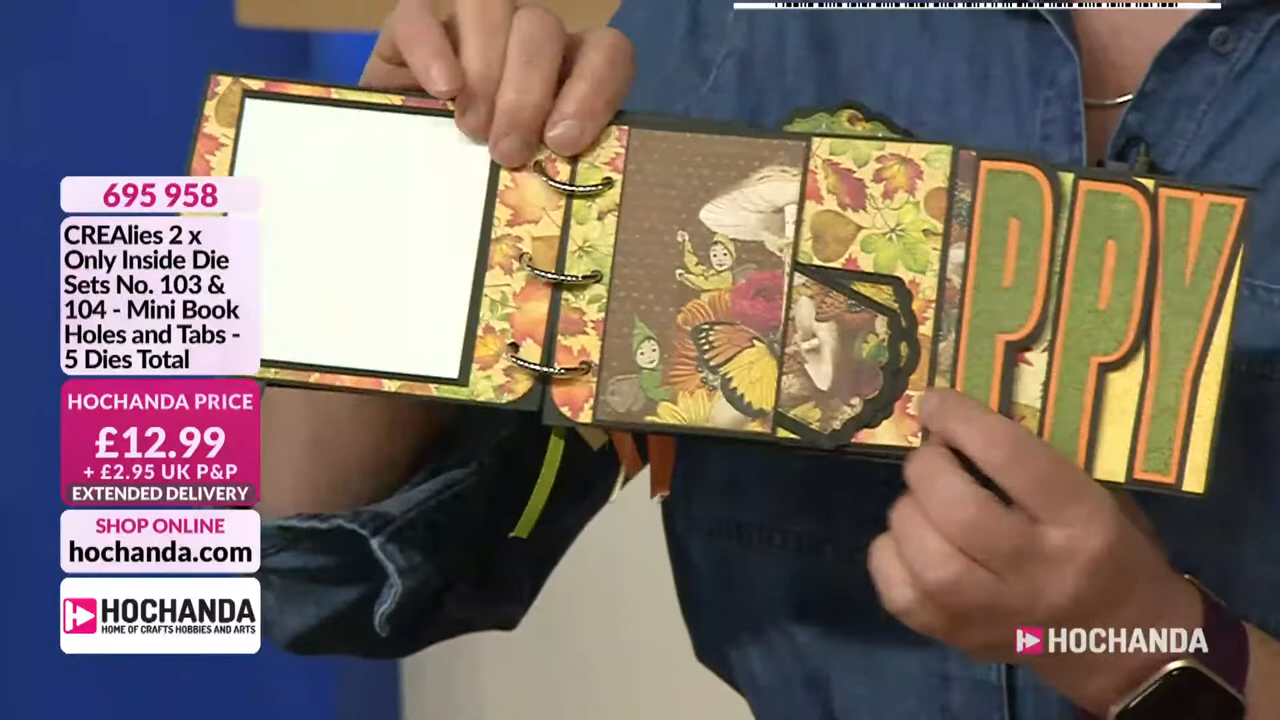 695 958
CREAlies 2 x
Only Inside Die
Sets No. 103 &
104 - Mini Book
Holes and Tabs -
5 Dies Total
HOCHANDA PRICE
£12.99
+ £2.95 UK P&P
EXTENDED DELIVERY
SHOP ONLINE
hochanda.com
HOCHANDA
HOME OF CRAFTS HOBBIES AND ARTS
PPY
HOCHANDA